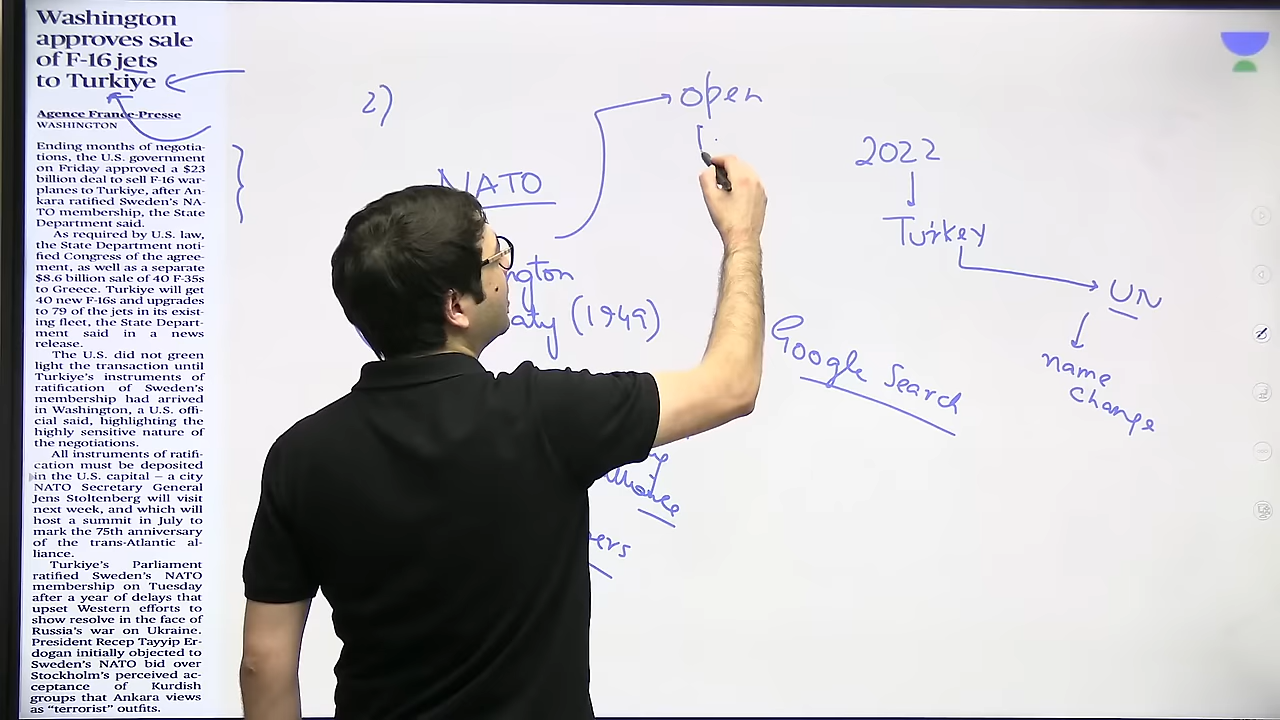 Washington
approves sale
of F-16 jets
to Turkiye
Agence France-Presse
WASHINGTON
Ending months of negotia-
tions, the U.S. government
on Friday approved a $23
billion deal to sell F-16 war-
planes to Turkiye, after An-
kara ratified Sweden's NA-
TO membership, the State
Department said.
As required by U.S. law,
the State Department noti-
fied Congress of the agree-
ment, as well as a separate
$8.6 billion sale of 40 F-35s
to Greece. Turkiye will get
40 new F-16s and upgrades
to 79 of the jets in its exist-
ing fleet, the State Depart-
ment said in a news
release.
The U.S. did not green
light the transaction until
Turkiye's instruments of
ratification of Sweden's
membership had arrived
in Washington, a U.S. offi-
cial said, highlighting the
highly sensitive nature of
the negotiations.
All instruments of ratifi-
cation must be deposited
in the U.S. capital – a city
NATO Secretary General
Jens Stoltenberg will visit
next week, and which will
host a summit in July to
mark the 75th anniversary
of the trans-Atlantic al-
liance.
Turkiye's Parliament
ratified Sweden's NATO
membership on Tuesday
after a year of delays that
upset Western efforts to
show resolve in the face of
Russia's war on Ukraine.
President Recep Tayyip Er-
dogan initially objected to
Sweden's NATO bid over
Stockholm's perceived ac-
ceptance of Kurdish
groups that Ankara views
as "terrorist" outfits.
2)
NATO
ngton
aty (1949)
lliance
bers
open
2022
Turkey
UN
name
change
Google Search